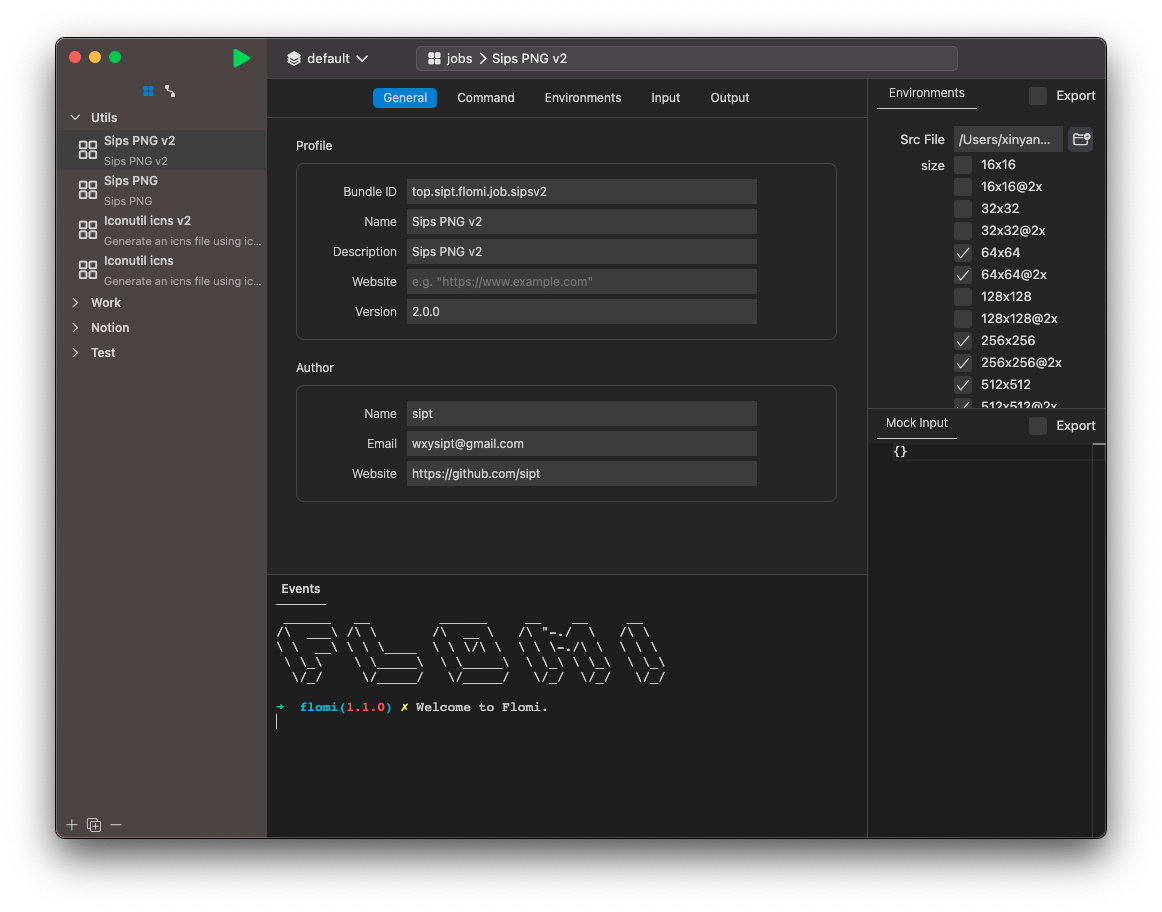 default
jobs > Sips PNG v2
Utils
Sips PNG v2
Sips PNG v2
Sips PNG
Sips PNG
Iconutil icns v2
Generate an icns file using ic...
Iconutil icns
Generate an icns file using ic...
Work
Notion
Test
General Command Environments Input Output
Profile
Bundle ID top.sipt.flomi.job.sipsv2
Name Sips PNG v2
Description Sips PNG v2
Website e.g. "https://www.example.com"
Version 2.0.0
Author
Name sipt
Email wxysipt@gmail.com
Website https://github.com/sipt
Events
FLOMI
➜ flomi(1.1.0) ✗ Welcome to Flomi.
Environments Export
Src File /Users/xinyan...
size 16x16
16x16@2x
32x32
32x32@2x
64x64
64x64@2x
128x128
128x128@2x
256x256
256x256@2x
512x512
512x512@2x
Mock Input Export
{}